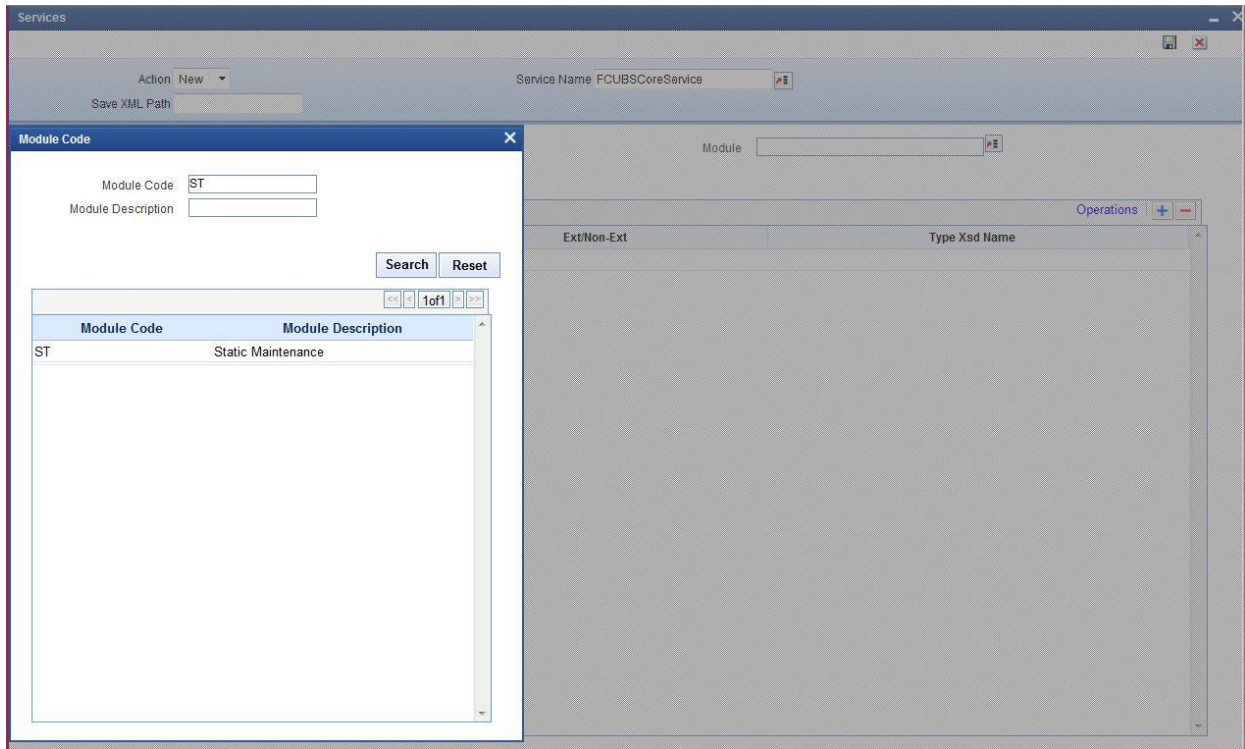 Services
Action New Service Name FCUBSCoreService
Save XML Path
Module Code
Module
Module Code ST
Module Description
Operations
Ext/Non-Ext Type Xsd Name
Search Reset
<< < 1of1 > >>
Module Code Module Description
ST Static Maintenance